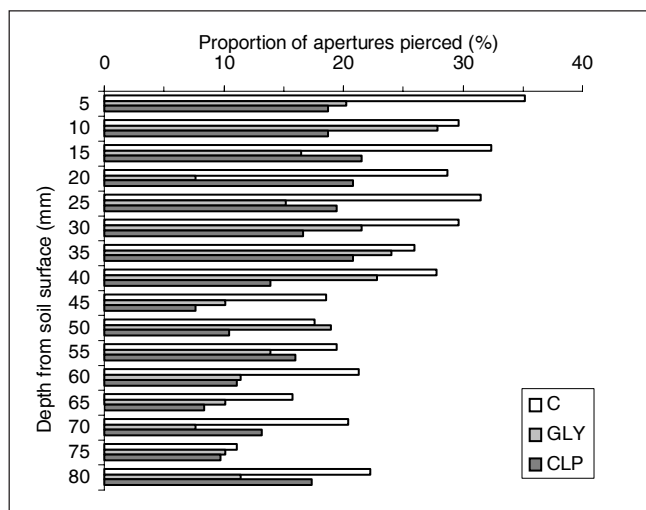 Proportion of apertures pierced (%)
0 10 20 30 40
Depth from soil surface (mm)
5
10
15
20
25
30
35
40
45
50
55
60
65
70
75
80
C
GLY
CLP